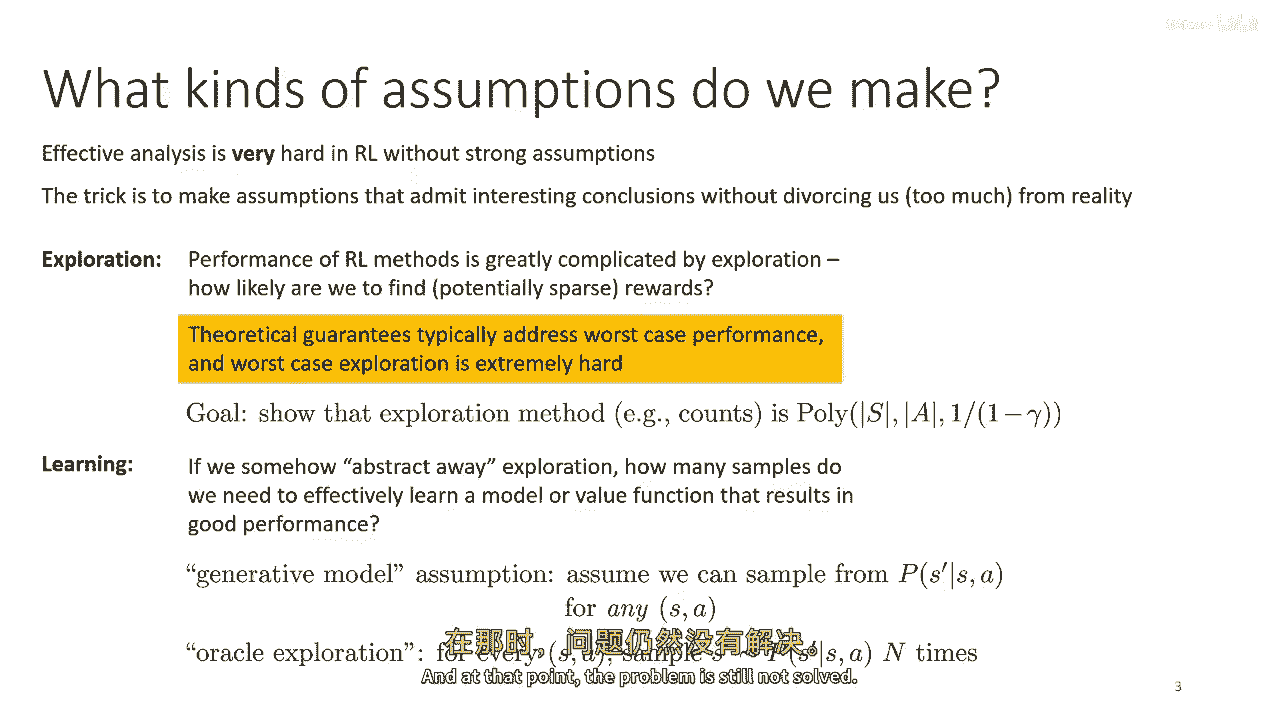 What kinds of assumptions do we make?
Effective analysis is very hard in RL without strong assumptions
The trick is to make assumptions that admit interesting conclusions without divorcing us (too much) from reality
Exploration: Performance of RL methods is greatly complicated by exploration –
how likely are we to find (potentially sparse) rewards?
Theoretical guarantees typically address worst case performance,
and worst case exploration is extremely hard
Goal: show that exploration method (e.g., counts) is Poly(|S|, |A|, 1/(1−γ))
Learning: If we somehow “abstract away” exploration, how many samples do
we need to effectively learn a model or value function that results in
good performance?
“generative model” assumption: assume we can sample from P(s′|s, a)
for any (s, a)
“oracle exploration”: for every (s, a), sample s′ ∼ P(s′|s, a) N times
在那时，问题仍然没有解决。
And at that point, the problem is still not solved.
3